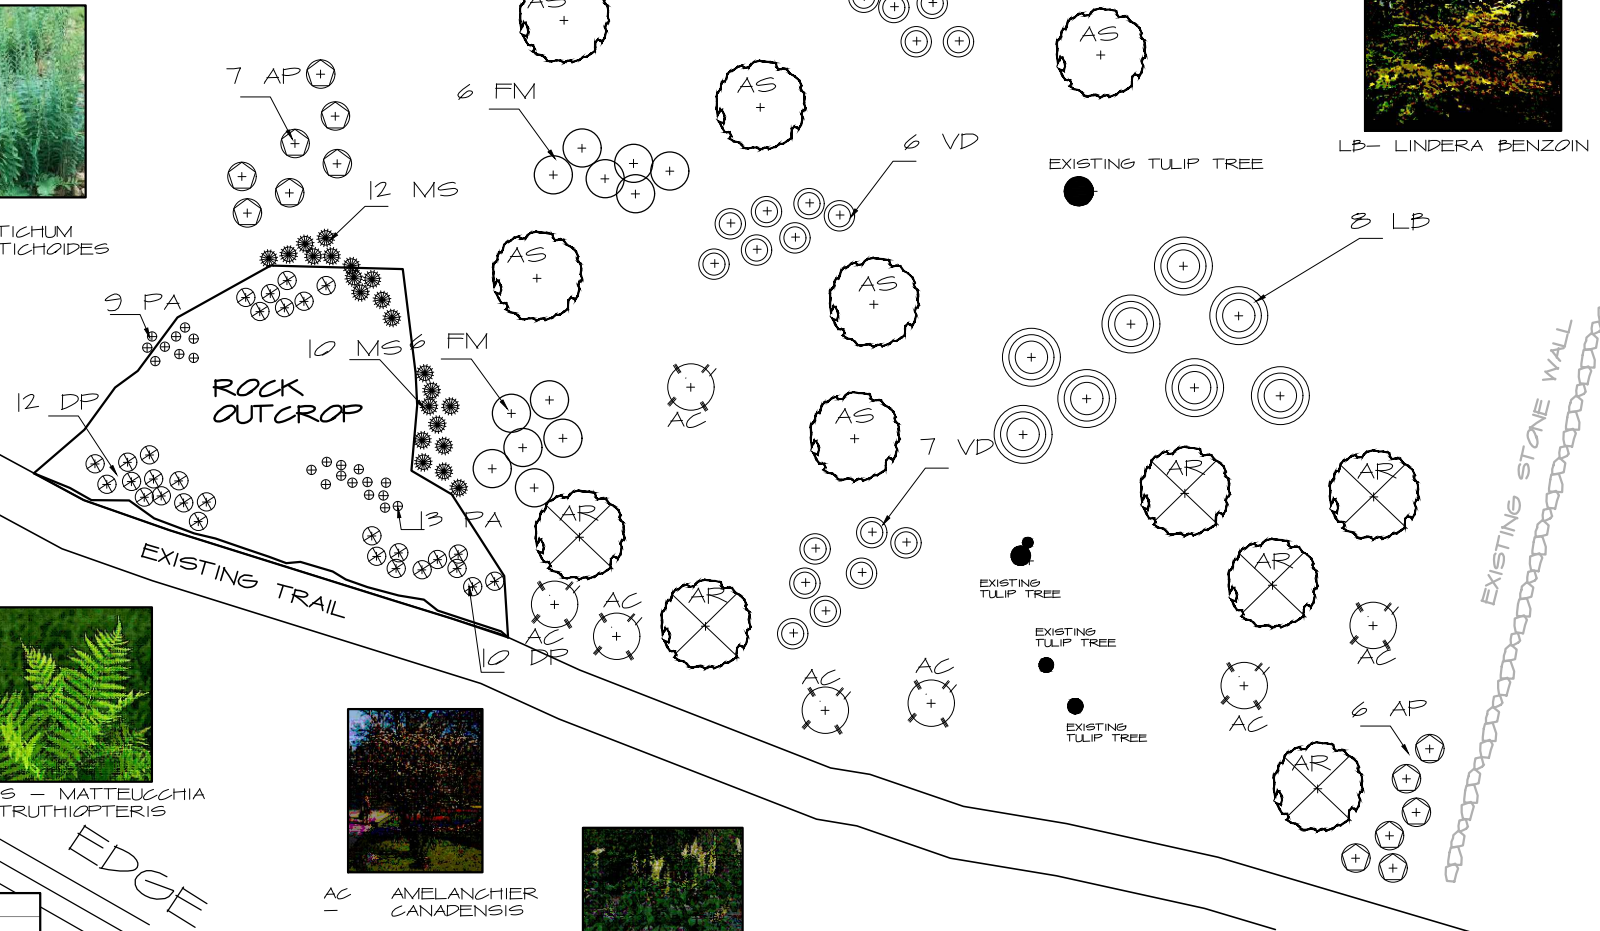 AS
AS
AS
7 AP
6 FM
6 VD
LB— LINDERA BENZOIN
EXISTING TULIP TREE
12 MS
8 LB
TICHUM
TICHOIDES
AS
AS
9 PA
10 MS
6 FM
ROCK
OUTCROP
12 DP
AC
AS
7 VD
EXISTING STONE WALL
AR
AR
AR
13 PA
AR
EXISTING TRAIL
EXISTING
TULIP TREE
AC
AR
AC
EXISTING
TULIP TREE
10 DP
AC
AC
AC
AC
6 AP
EXISTING
TULIP TREE
AR
S — MATTEUCCHIA
TRUTHIOPTERIS
EDGE
AC AMELANCHIER
— CANADENSIS